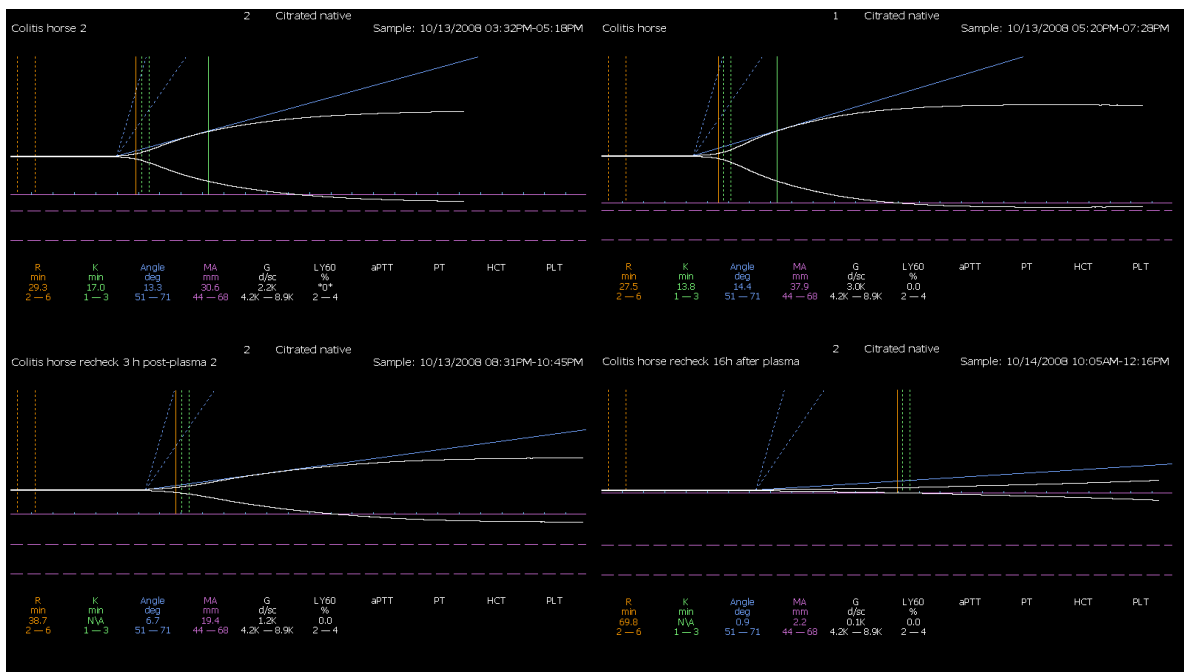 2 Citrated native
Colitis horse 2 Sample: 10/13/2008 03:32PM-05:18PM
R K Angle MA G LY60 aPTT PT HCT PLT
min min deg mm d/sc %
29.3 17.0 13.3 30.6 2.2K *0*
2 — 6 1 — 3 51 — 71 44 — 68 4.2K — 8.9K 2 — 4
1 Citrated native
Colitis horse Sample: 10/13/2008 05:20PM-07:28PM
R K Angle MA G LY60 aPTT PT HCT PLT
min min deg mm d/sc %
27.5 13.8 14.4 37.9 3.0K 0.0
2 — 6 1 — 3 51 — 71 44 — 68 4.2K — 8.9K 2 — 4
2 Citrated native
Colitis horse recheck 3 h post-plasma 2 Sample: 10/13/2008 08:31PM-10:45PM
R K Angle MA G LY60 aPTT PT HCT PLT
min min deg mm d/sc %
38.7 N\A 6.7 19.4 1.2K 0.0
2 — 6 1 — 3 51 — 71 44 — 68 4.2K — 8.9K 2 — 4
2 Citrated native
Colitis horse recheck 16h after plasma Sample: 10/14/2008 10:05AM-12:16PM
R K Angle MA G LY60 aPTT PT HCT PLT
min min deg mm d/sc %
69.8 N\A 0.9 2.2 0.1K 0.0
2 — 6 1 — 3 51 — 71 44 — 68 4.2K — 8.9K 2 — 4